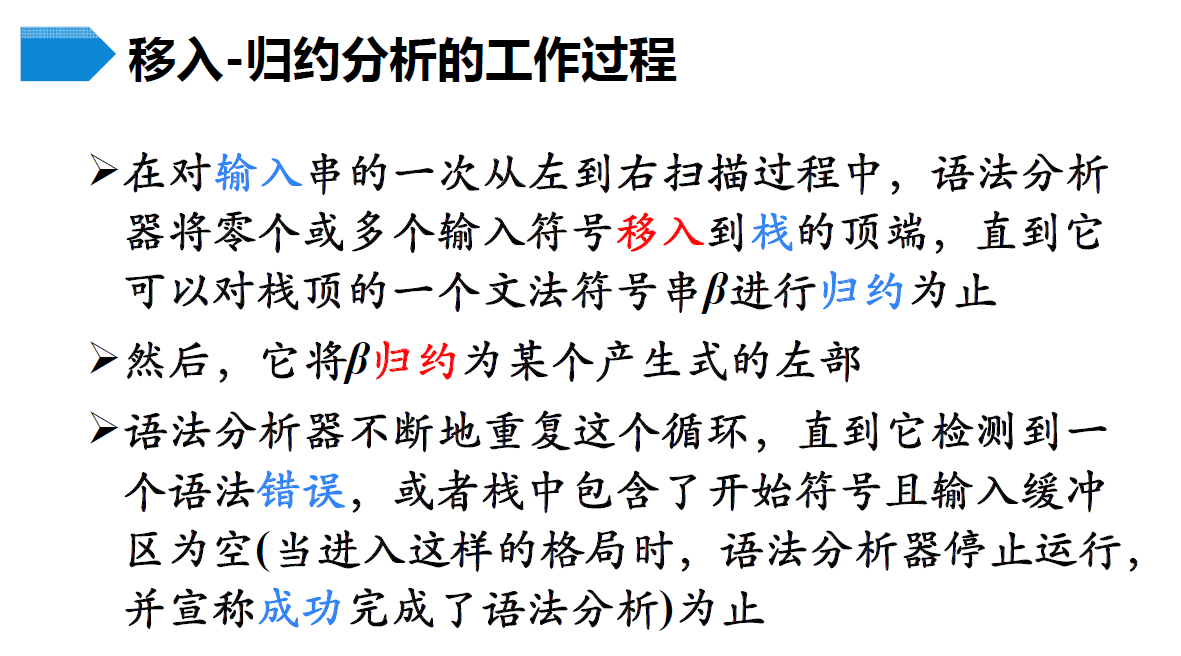 移入-归约分析的工作过程
➢在对输入串的一次从左到右扫描过程中，语法分析
器将零个或多个输入符号移入到栈的顶端，直到它
可以对栈顶的一个文法符号串β进行归约为止
➢然后，它将β归约为某个产生式的左部
➢语法分析器不断地重复这个循环，直到它检测到一
个语法错误，或者栈中包含了开始符号且输入缓冲
区为空(当进入这样的格局时，语法分析器停止运行，
并宣称成功完成了语法分析)为止